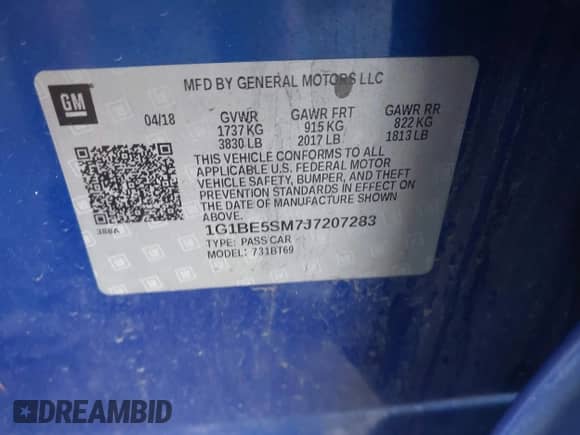 MFD BY GENERAL MOTORS LLC
GM
04/18 GVWR GAWR FRT GAWR RR
1737 KG 915 KG 822 KG
3830 LB 2017 LB 1813 LB
THIS VEHICLE CONFORMS TO ALL
APPLICABLE U.S. FEDERAL MOTOR
VEHICLE SAFETY, BUMPER, AND THEFT
PREVENTION STANDARDS IN EFFECT ON
THE DATE OF MANUFACTURE SHOWN
ABOVE.
388A
1G1BE5SM7J7207283
TYPE: PASS CAR
MODEL: 731BT69
DREAMBID